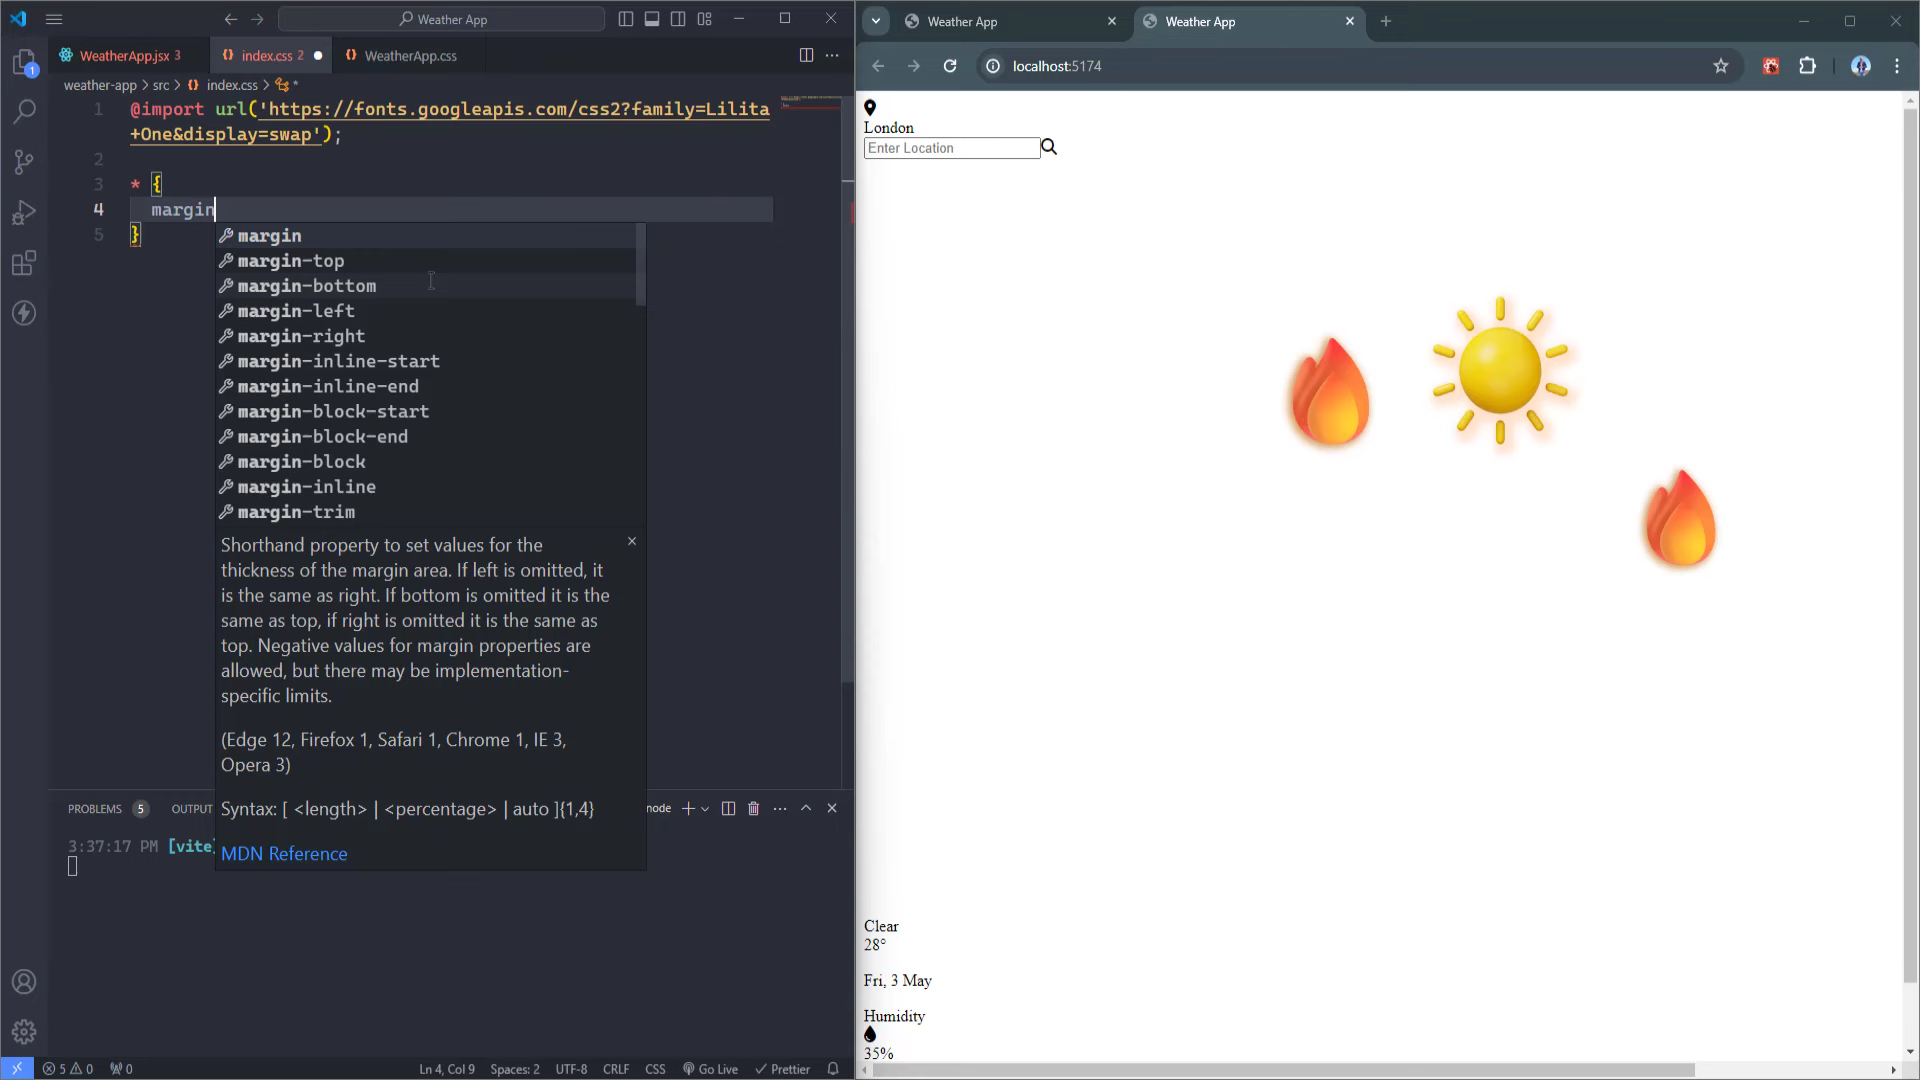 Weather App
WeatherApp.jsx 3
index.css 2
WeatherApp.css
weather-app > src > index.css > *
1 @import url('https://fonts.googleapis.com/css2?family=Lilita
+One&display=swap');
2
3 * {
4 margin
5 }
margin
margin-top
margin-bottom
margin-left
margin-right
margin-inline-start
margin-inline-end
margin-block-start
margin-block-end
margin-block
margin-inline
margin-trim
Shorthand property to set values for the
thickness of the margin area. If left is omitted, it
is the same as right. If bottom is omitted it is the
same as top, if right is omitted it is the same as
top. Negative values for margin properties are
allowed, but there may be implementation-
specific limits.
(Edge 12, Firefox 1, Safari 1, Chrome 1, IE 3,
Opera 3)
Syntax: [ <length> | <percentage> | auto ]{1,4}
MDN Reference
PROBLEMS 5 OUTPUT node
3:37:17 PM [vite]
1
5 0 0
Ln 4, Col 9 Spaces: 2 UTF-8 CRLF CSS Go Live Prettier
Weather App
Weather App
localhost:5174
London
Enter Location
Clear
28°
Fri, 3 May
Humidity
35%